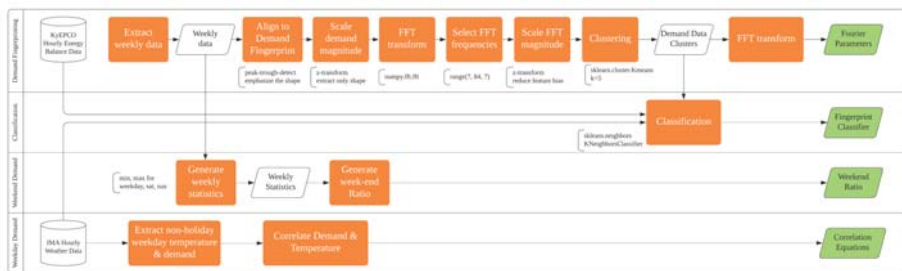 Demand Fingerprinting
KyEPCO
Hourly Energy
Balance Data
Extract
weekly data
Weekly
data
Align to
Demand
Fingerprint
peak-trough-detect
emphasize the shape
Scale
demand
magnitude
z-transform
extract only shape
FFT
transform
numpy.fft.fft
Select FFT
frequencies
range(7, 84, 7)
Scale FFT
magnitude
z-transform
reduce feature bias
Clustering
sklearn.cluster.Kmeans
k=5
Demand Data
Clusters
FFT transform
Fourier
Parameters
Classification
sklearn.neighbors
KNeighborsClassifier
Classification
Fingerprint
Classifier
Weekend Demand
min, max for
weekday, sat, sun
Generate
weekly
statistics
Weekly
Statistics
Generate
week-end
Ratio
Weekend
Ratio
Weekday Demand
JMA Hourly
Weather Data
Extract non-holiday
weekday temperature
& demand
Correlate Demand &
Temperature
Correlation
Equations